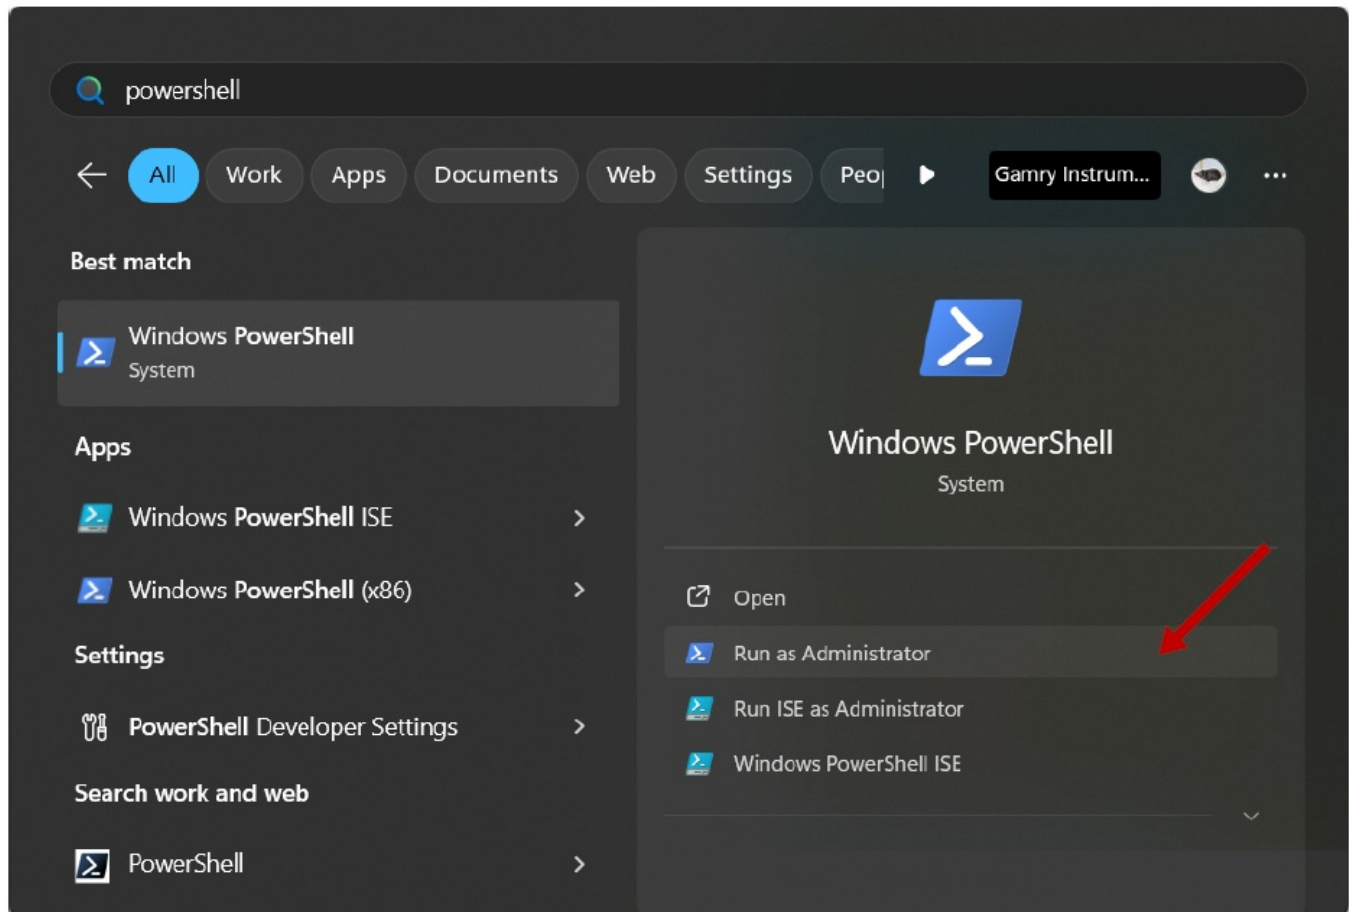 powershell
All
Work
Apps
Documents
Web
Settings
Gamry Instrum...
Best match
Windows PowerShell
System
Apps
Windows PowerShell ISE
Windows PowerShell (x86)
Settings
PowerShell Developer Settings
Search work and web
PowerShell
Windows PowerShell
System
Open
Run as Administrator
Run ISE as Administrator
Windows PowerShell ISE